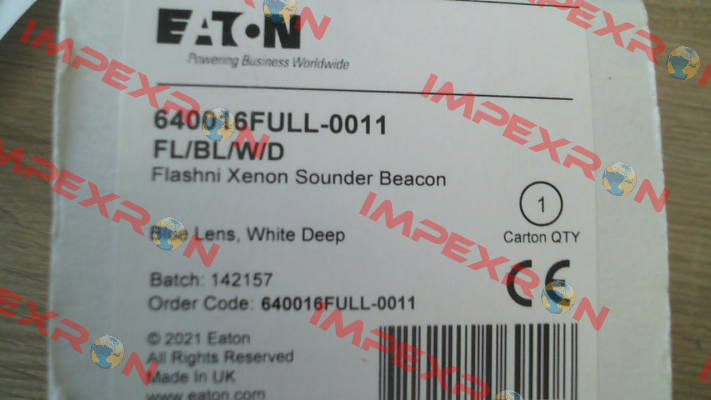 EATON
Powering Business Worldwide
640016FULL-0011
FL/BL/W/D
Flashni Xenon Sounder Beacon
1
Carton QTY
Blue Lens, White Deep
Batch: 142157
Order Code: 640016FULL-0011
CE
© 2021 Eaton
All Rights Reserved
Made In UK
www.eaton.com
IMPEXRON
IMPEXRON
IMPEXRON
IMPEXRON
IMPEXRON